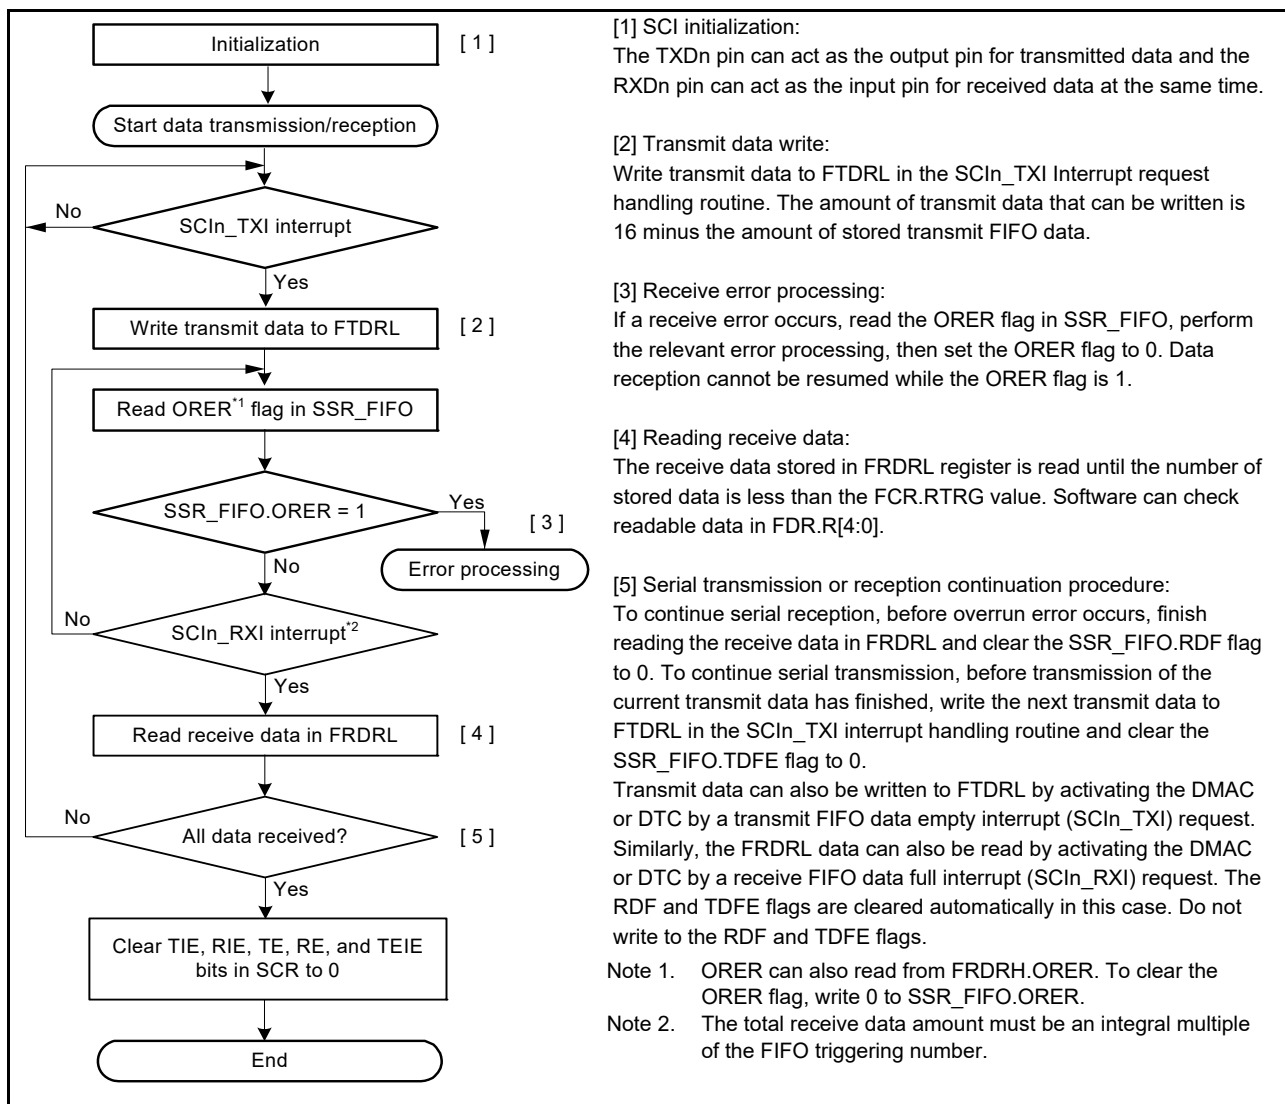 Initialization
[ 1 ]
Start data transmission/reception
No
SCIn_TXI interrupt
Yes
Write transmit data to FTDRL
[ 2 ]
Read ORER*1 flag in SSR_FIFO
SSR_FIFO.ORER = 1
Yes
[ 3 ]
No
Error processing
No
SCIn_RXI interrupt*2
Yes
Read receive data in FRDRL
[ 4 ]
No
All data received?
[ 5 ]
Yes
Clear TIE, RIE, TE, RE, and TEIE
bits in SCR to 0
End
[1] SCI initialization:
The TXDn pin can act as the output pin for transmitted data and the
RXDn pin can act as the input pin for received data at the same time.
[2] Transmit data write:
Write transmit data to FTDRL in the SCIn_TXI Interrupt request
handling routine. The amount of transmit data that can be written is
16 minus the amount of stored transmit FIFO data.
[3] Receive error processing:
If a receive error occurs, read the ORER flag in SSR_FIFO, perform
the relevant error processing, then set the ORER flag to 0. Data
reception cannot be resumed while the ORER flag is 1.
[4] Reading receive data:
The receive data stored in FRDRL register is read until the number of
stored data is less than the FCR.RTRG value. Software can check
readable data in FDR.R[4:0].
[5] Serial transmission or reception continuation procedure:
To continue serial reception, before overrun error occurs, finish
reading the receive data in FRDRL and clear the SSR_FIFO.RDF flag
to 0. To continue serial transmission, before transmission of the
current transmit data has finished, write the next transmit data to
FTDRL in the SCIn_TXI interrupt handling routine and clear the
SSR_FIFO.TDFE flag to 0.
Transmit data can also be written to FTDRL by activating the DMAC
or DTC by a transmit FIFO data empty interrupt (SCIn_TXI) request.
Similarly, the FRDRL data can also be read by activating the DMAC
or DTC by a receive FIFO data full interrupt (SCIn_RXI) request. The
RDF and TDFE flags are cleared automatically in this case. Do not
write to the RDF and TDFE flags.
Note 1. ORER can also read from FRDRH.ORER. To clear the
ORER flag, write 0 to SSR_FIFO.ORER.
Note 2. The total receive data amount must be an integral multiple
of the FIFO triggering number.